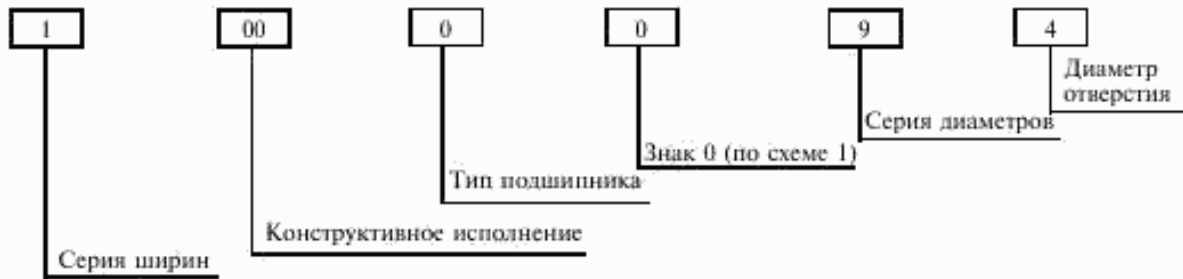 1 00 0 0 9 4
Диаметр
отверстия
Серия диаметров
Знак 0 (по схеме 1)
Тип подшипника
Конструктивное исполнение
Серия ширин